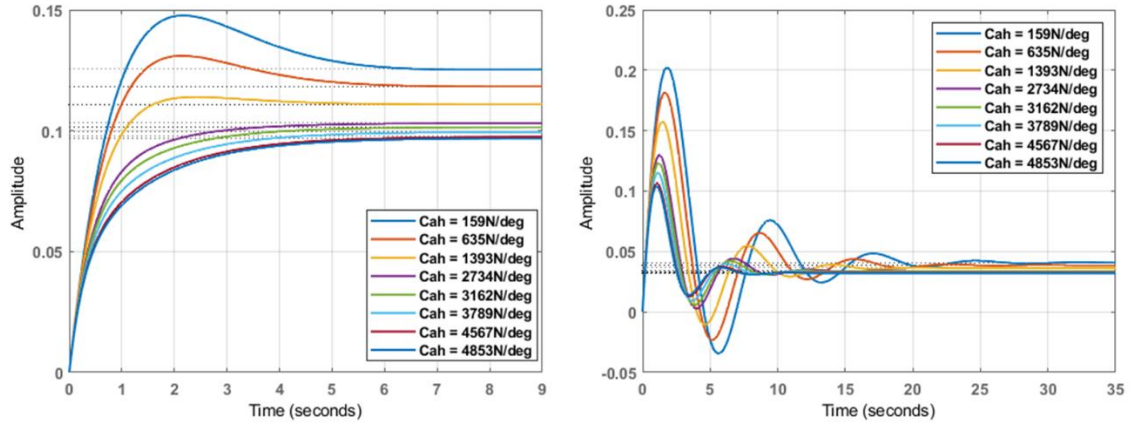 0.15
0.1
0.05
0
Amplitude
0 1 2 3 4 5 6 7 8 9
Time (seconds)
Cah = 159N/deg
Cah = 635N/deg
Cah = 1393N/deg
Cah = 2734N/deg
Cah = 3162N/deg
Cah = 3789N/deg
Cah = 4567N/deg
Cah = 4853N/deg
0.25
0.2
0.15
0.1
0.05
0
-0.05
Amplitude
0 5 10 15 20 25 30 35
Time (seconds)
Cah = 159N/deg
Cah = 635N/deg
Cah = 1393N/deg
Cah = 2734N/deg
Cah = 3162N/deg
Cah = 3789N/deg
Cah = 4567N/deg
Cah = 4853N/deg